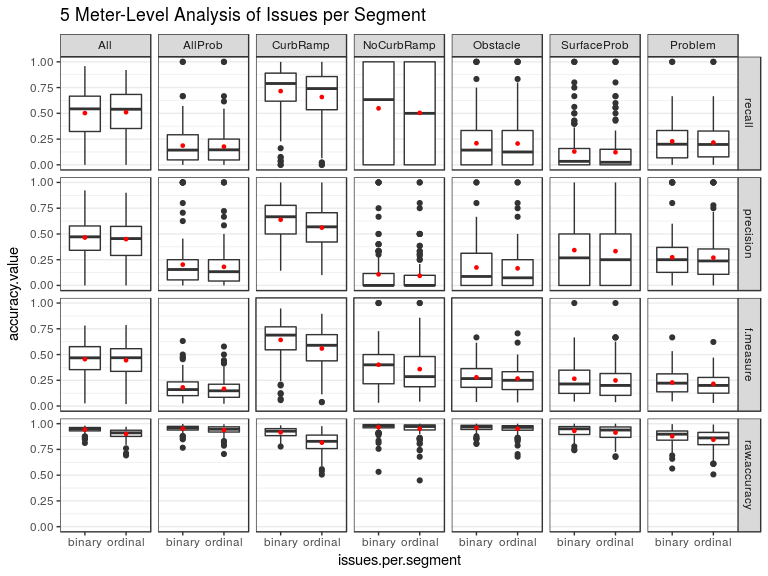 5 Meter-Level Analysis of Issues per Segment
All AllProb CurbRamp NoCurbRamp Obstacle SurfaceProb Problem
1.00
0.75
0.50
0.25
0.00
recall
1.00
0.75
0.50
0.25
0.00
precision
1.00
0.75
0.50
0.25
0.00
f.measure
1.00
0.75
0.50
0.25
0.00
raw.accuracy
accuracy.value
binary ordinal binary ordinal binary ordinal binary ordinal binary ordinal binary ordinal binary ordinal
issues.per.segment